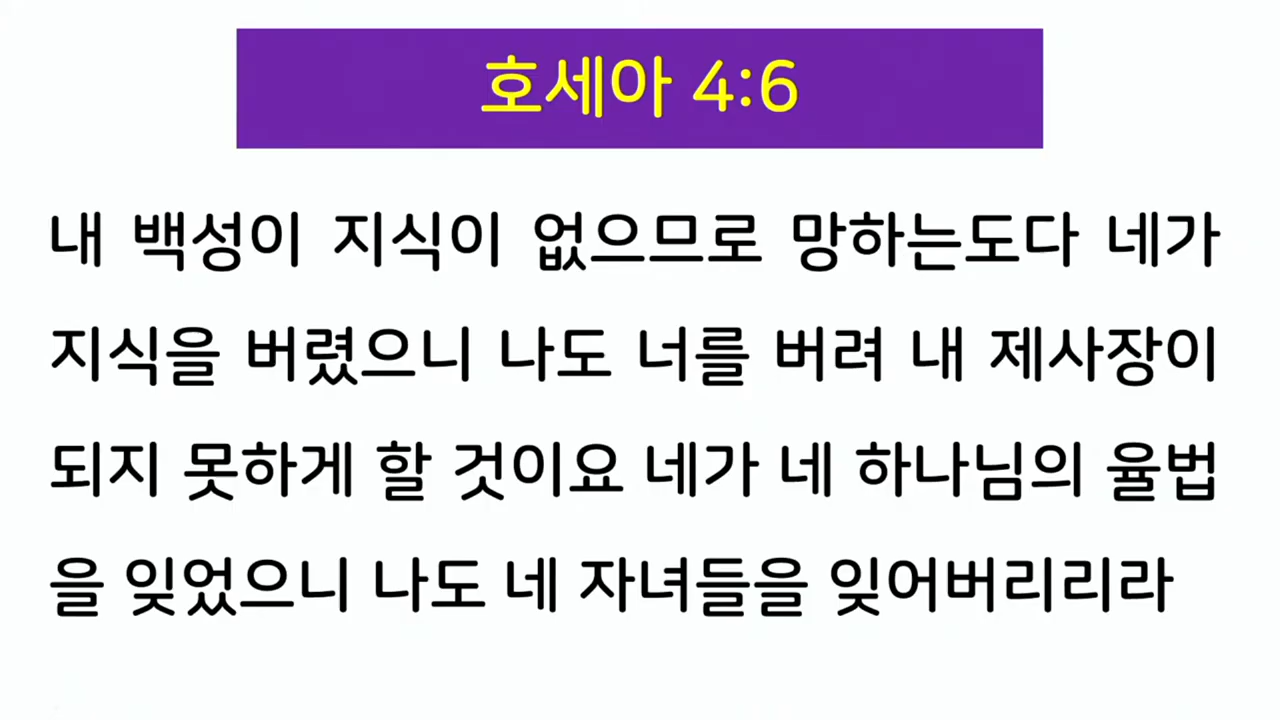 호세아 4:6
내 백성이 지식이 없으므로 망하는도다 네가
지식을 버렸으니 나도 너를 버려 내 제사장이
되지 못하게 할 것이요 네가 네 하나님의 율법
을 잊었으니 나도 네 자녀들을 잊어버리리라